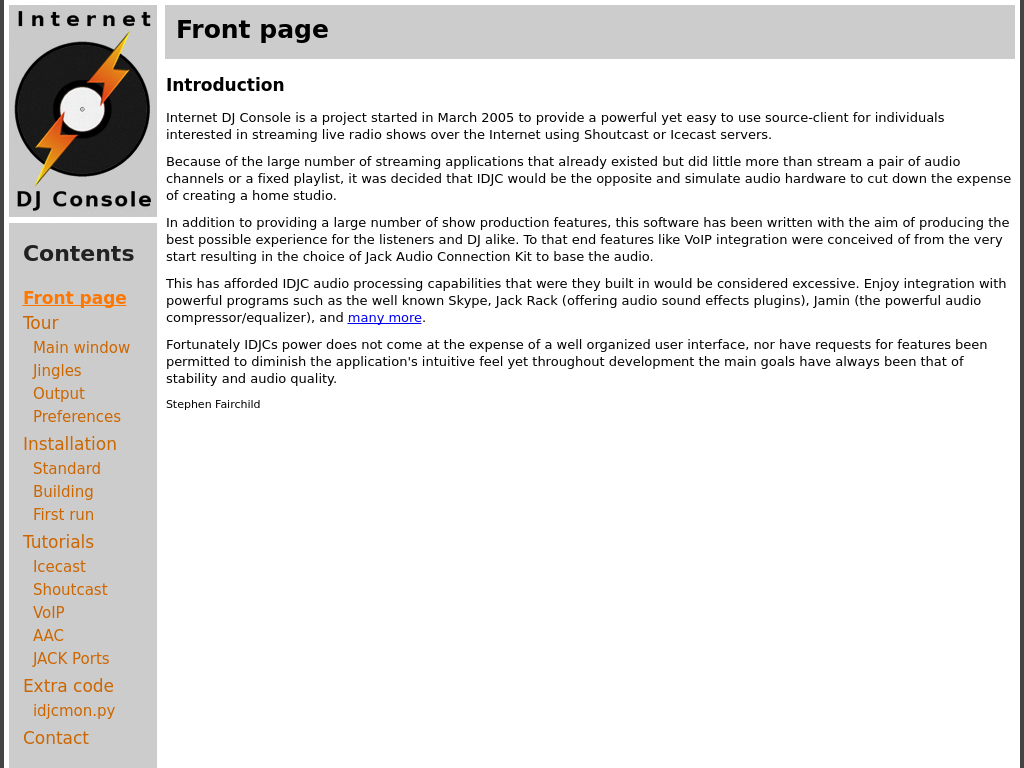 Internet
DJ Console
Contents
Front page
Tour
Main window
Jingles
Output
Preferences
Installation
Standard
Building
First run
Tutorials
Icecast
Shoutcast
VoIP
AAC
JACK Ports
Extra code
idjcmon.py
Contact
Front page
Introduction
Internet DJ Console is a project started in March 2005 to provide a powerful yet easy to use source-client for individuals
interested in streaming live radio shows over the Internet using Shoutcast or Icecast servers.
Because of the large number of streaming applications that already existed but did little more than stream a pair of audio
channels or a fixed playlist, it was decided that IDJC would be the opposite and simulate audio hardware to cut down the expense
of creating a home studio.
In addition to providing a large number of show production features, this software has been written with the aim of producing the
best possible experience for the listeners and DJ alike. To that end features like VoIP integration were conceived of from the very
start resulting in the choice of Jack Audio Connection Kit to base the audio.
This has afforded IDJC audio processing capabilities that were they built in would be considered excessive. Enjoy integration with
powerful programs such as the well known Skype, Jack Rack (offering audio sound effects plugins), Jamin (the powerful audio
compressor/equalizer), and many more.
Fortunately IDJCs power does not come at the expense of a well organized user interface, nor have requests for features been
permitted to diminish the application's intuitive feel yet throughout development the main goals have always been that of
stability and audio quality.
Stephen Fairchild